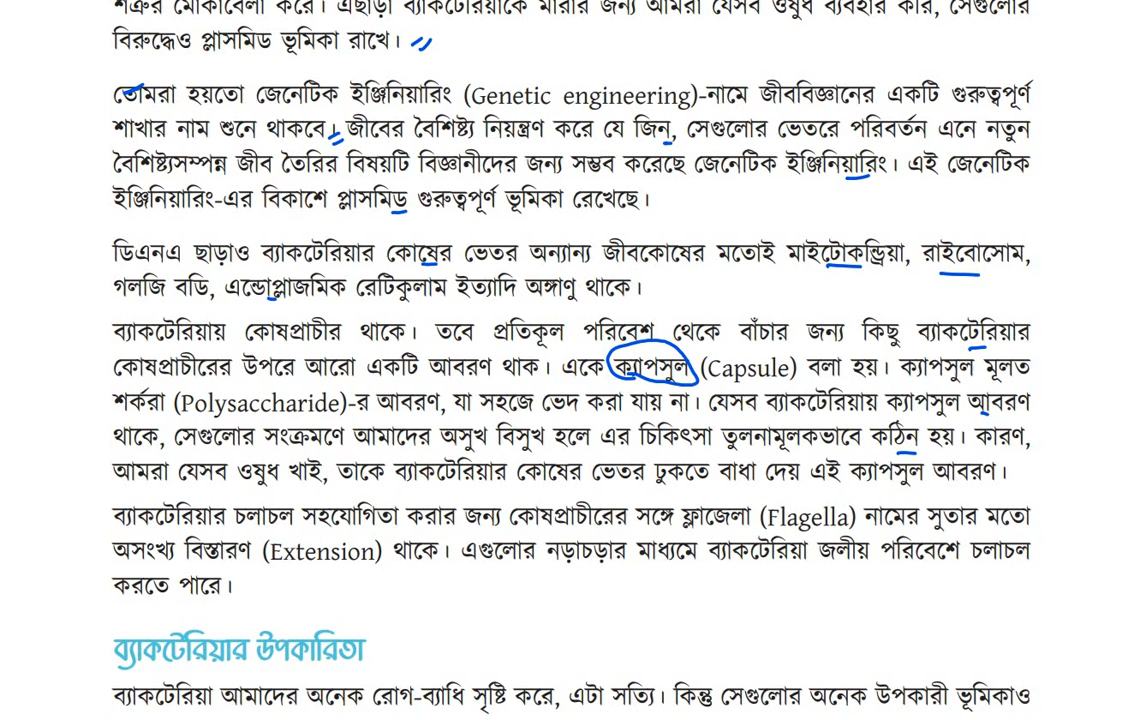 শত্রুর মোকাবেলা করে। এছাড়া ব্যাকটেরিয়াকে মারার জন্য আমরা যেসব ওষুধ ব্যবহার করি, সেগুলোর
বিরুদ্ধেও প্লাসমিড ভূমিকা রাখে।
তোমরা হয়তো জেনেটিক ইঞ্জিনিয়ারিং (Genetic engineering)-নামে জীববিজ্ঞানের একটি গুরুত্বপূর্ণ
শাখার নাম শুনে থাকবে। জীবের বৈশিষ্ট্য নিয়ন্ত্রণ করে যে জিন, সেগুলোর ভেতরে পরিবর্তন এনে নতুন
বৈশিষ্ট্যসম্পন্ন জীব তৈরির বিষয়টি বিজ্ঞানীদের জন্য সম্ভব করেছে জেনেটিক ইঞ্জিনিয়ারিং। এই জেনেটিক
ইঞ্জিনিয়ারিং-এর বিকাশে প্লাসমিড গুরুত্বপূর্ণ ভূমিকা রেখেছে।
ডিএনএ ছাড়াও ব্যাকটেরিয়ার কোষের ভেতর অন্যান্য জীবকোষের মতোই মাইটোকন্ড্রিয়া, রাইবোসোম,
গলজি বডি, এন্ডোপ্লাজমিক রেটিকুলাম ইত্যাদি অঙ্গাণু থাকে।
ব্যাকটেরিয়ায় কোষপ্রাচীর থাকে। তবে প্রতিকূল পরিবেশ থেকে বাঁচার জন্য কিছু ব্যাকটেরিয়ার
কোষপ্রাচীরের উপরে আরো একটি আবরণ থাক। একে ক্যাপসুল (Capsule) বলা হয়। ক্যাপসুল মূলত
শর্করা (Polysaccharide)-র আবরণ, যা সহজে ভেদ করা যায় না। যেসব ব্যাকটেরিয়ায় ক্যাপসুল আবরণ
থাকে, সেগুলোর সংক্রমণে আমাদের অসুখ বিসুখ হলে এর চিকিৎসা তুলনামূলকভাবে কঠিন হয়। কারণ,
আমরা যেসব ওষুধ খাই, তাকে ব্যাকটেরিয়ার কোষের ভেতর ঢুকতে বাধা দেয় এই ক্যাপসুল আবরণ।
ব্যাকটেরিয়ার চলাচল সহযোগিতা করার জন্য কোষপ্রাচীরের সঙ্গে ফ্লাজেলা (Flagella) নামের সুতার মতো
অসংখ্য বিস্তারণ (Extension) থাকে। এগুলোর নড়াচড়ার মাধ্যমে ব্যাকটেরিয়া জলীয় পরিবেশে চলাচল
করতে পারে।
ব্যাকটেরিয়ার উপকারিতা
ব্যাকটেরিয়া আমাদের অনেক রোগ-ব্যাধি সৃষ্টি করে, এটা সত্যি। কিন্তু সেগুলোর অনেক উপকারী ভূমিকাও